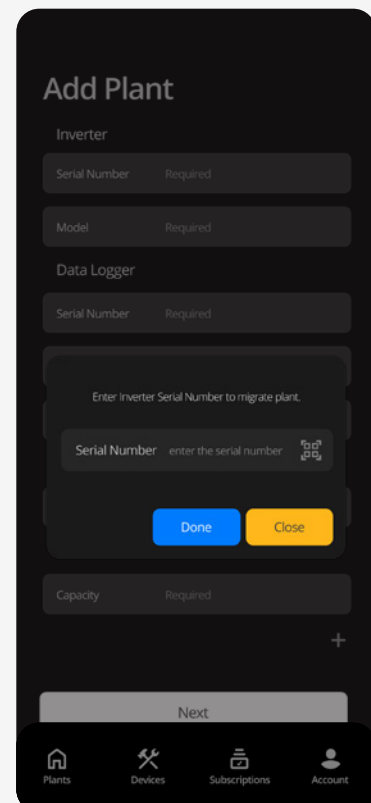 Add Plant
Inverter
Serial Number Required
Model Required
Data Logger
Serial Number Required
Enter Inverter Serial Number to migrate plant.
Serial Number enter the serial number
Done Close
Capacity Required
+
Next
Plants Devices Subscriptions Account